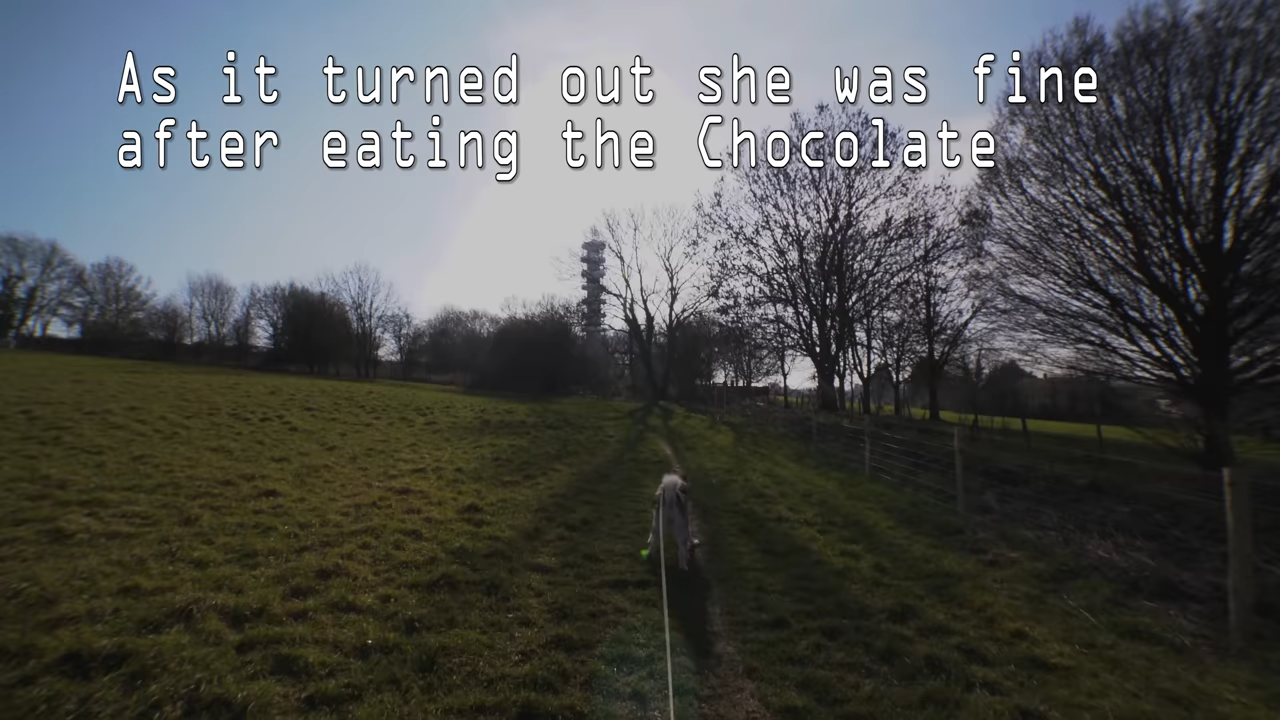 As it turned out she was fine
after eating the Chocolate